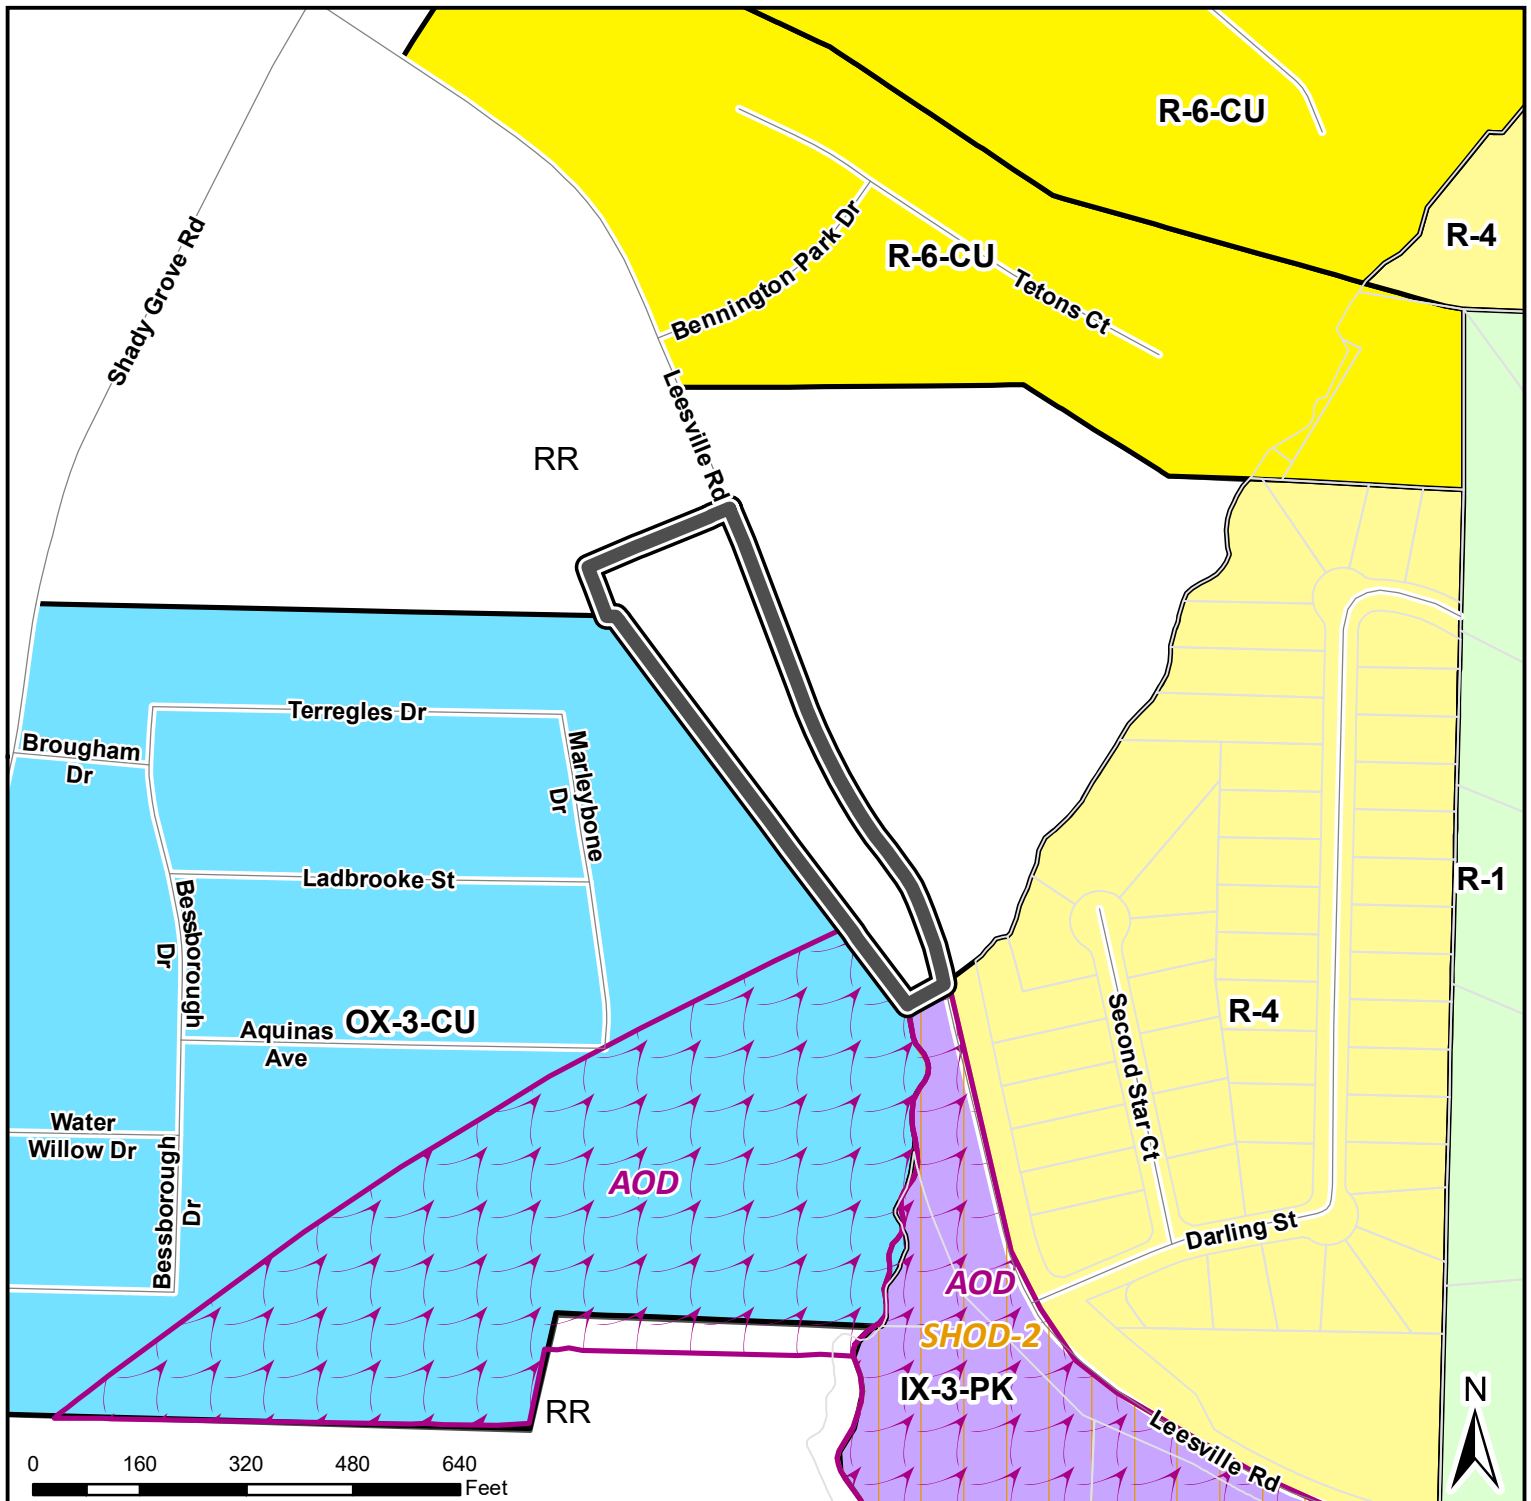 R-6-CU
R-4
R-6-CU
Bennington Park Dr
Tetons Ct
Shady Grove Rd
Leesville Rd
RR
Terregles Dr
Brougham
Dr
Marleybone
Dr
Ladbrooke St
R-1
Bessborough
Dr
Aquinas
Ave
OX-3-CU
R-4
Second Star Ct
Water
Willow Dr
Bessborough
Dr
AOD
Darling St
AOD
SHOD-2
IX-3-PK
RR
Leesville Rd
N
0 160 320 480 640
Feet